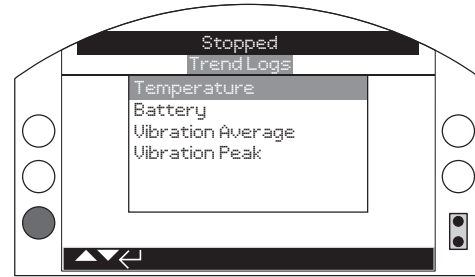 Stopped
Trend Logs
Temperature
Battery
Vibration Average
Vibration Peak